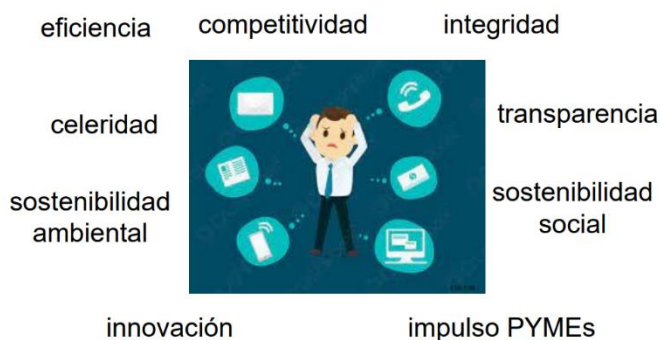 eficiencia competitividad integridad
celeridad transparencia
sostenibilidad ambiental
sostenibilidad social
innovación impulso PYMEs